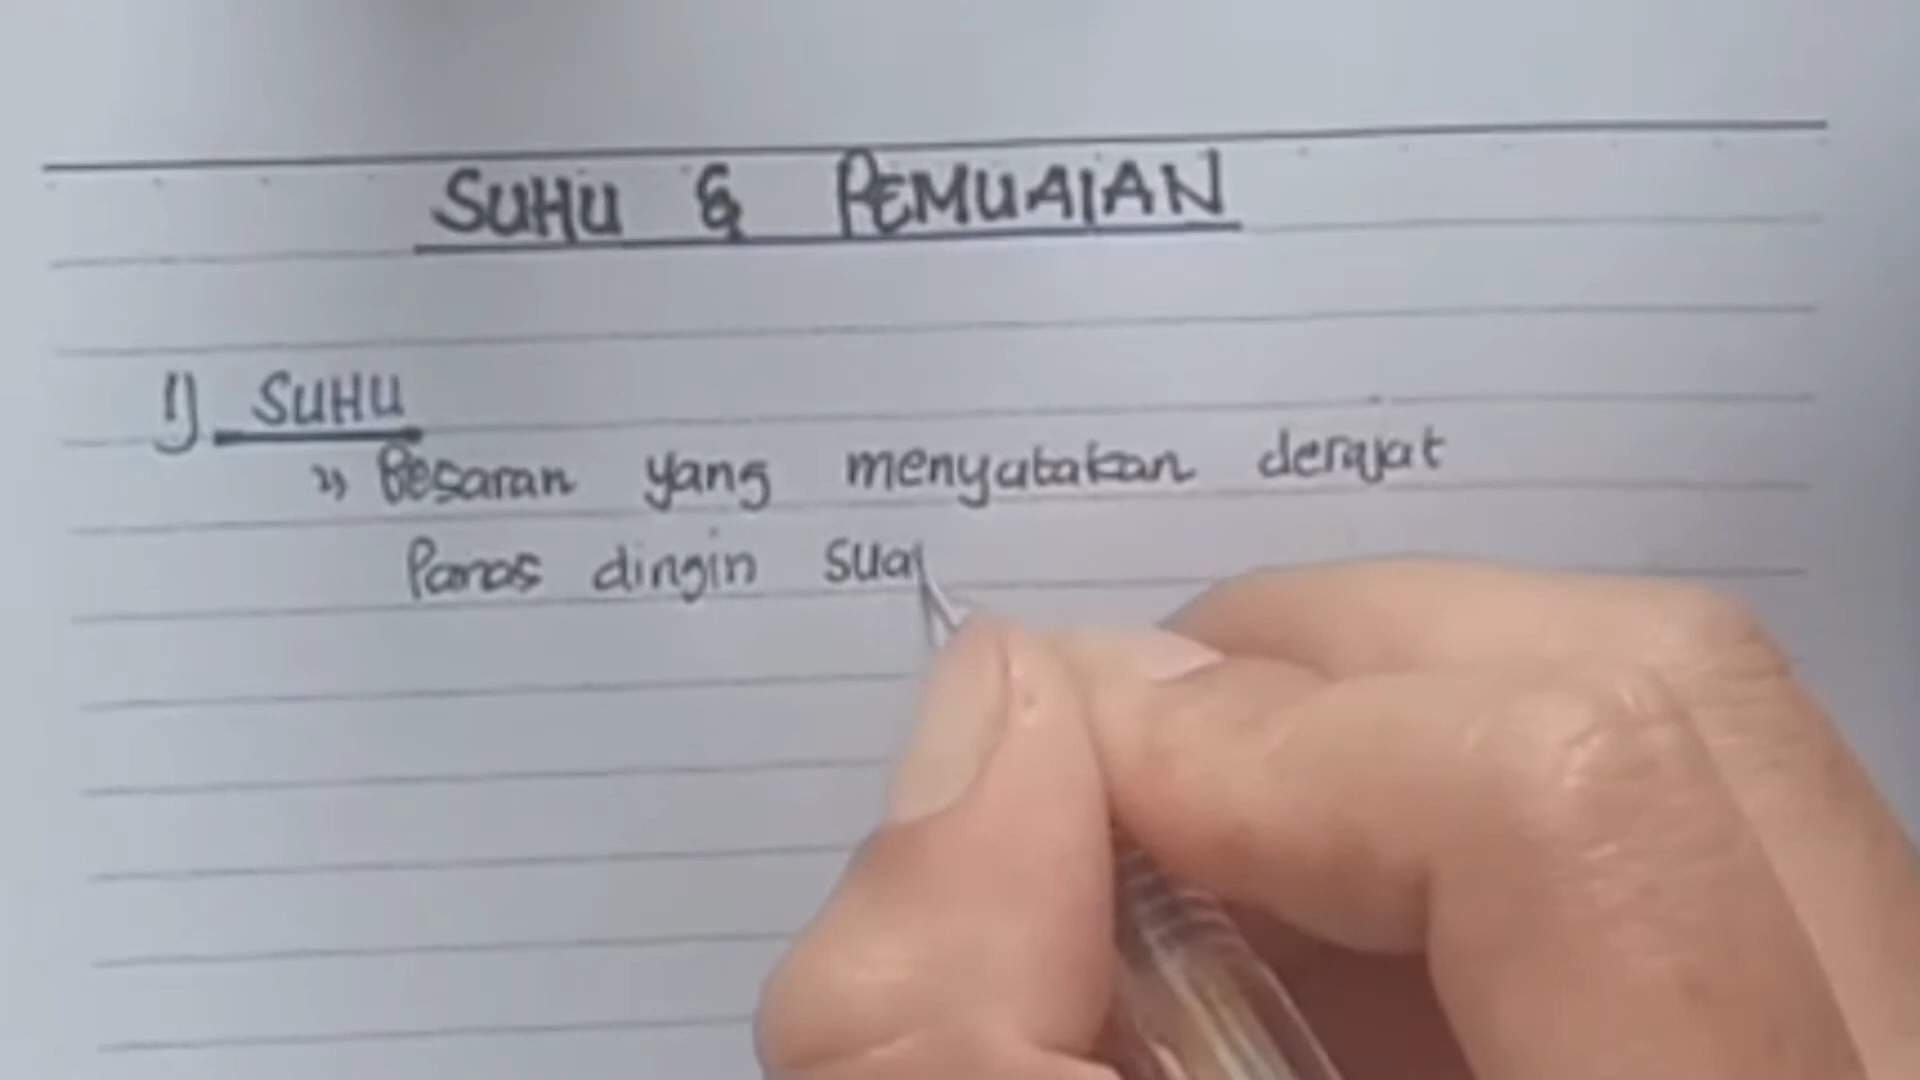 SUHU & PEMUAIAN
1) SUHU
>> Besaran yang menyatakan derajat
Panas dingin sua